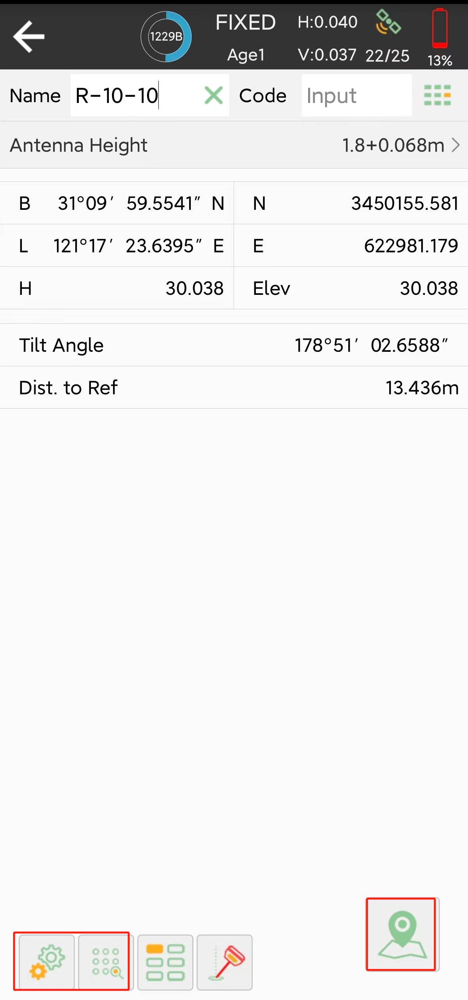 1229B FIXED H:0.040
Age1 V:0.037 22/25 13%
Name R-10-10 Code Input
Antenna Height 1.8+0.068m
B 31°09′ 59.5541″ N N 3450155.581
L 121°17′ 23.6395″ E E 622981.179
H 30.038 Elev 30.038
Tilt Angle 178°51′ 02.6588″
Dist. to Ref 13.436m